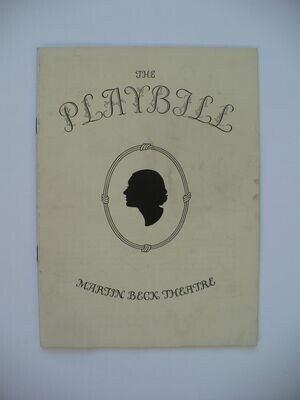 THE
PLAYBILL
MARTIN BECK THEATRE